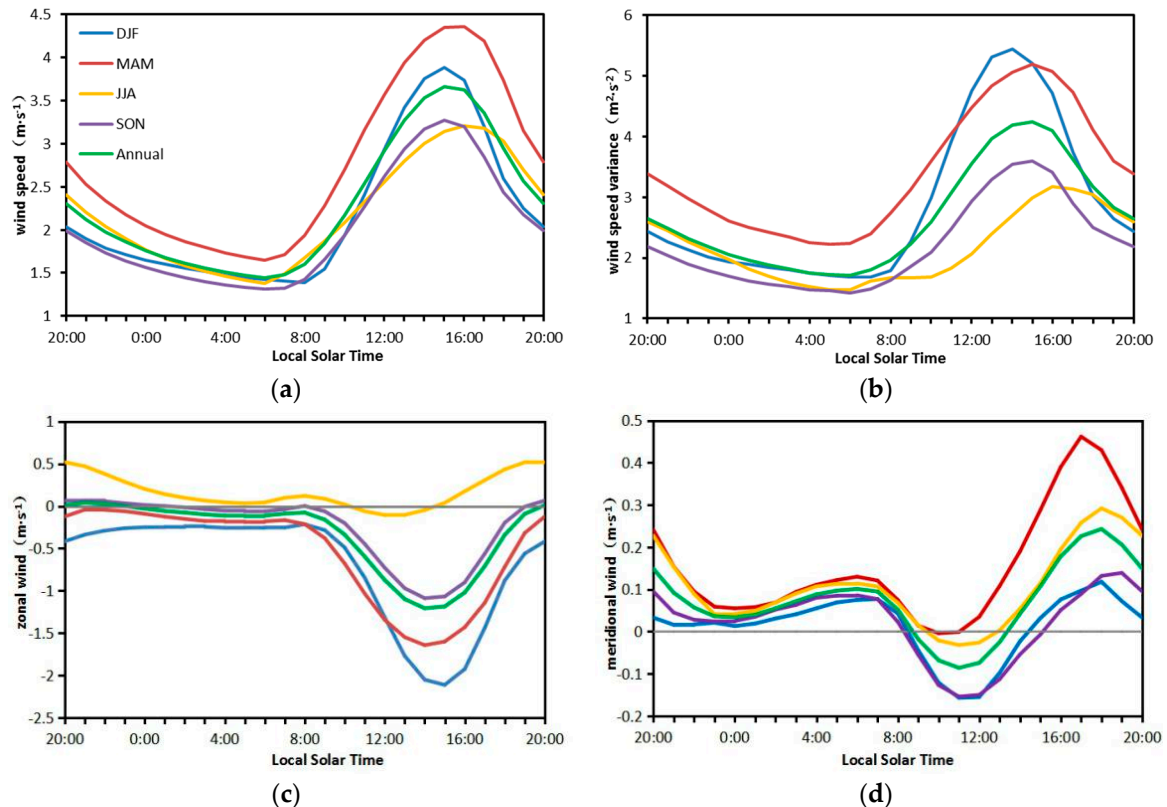 wind speed （m·s⁻¹）
4.5
4
3.5
3
2.5
2
1.5
1
DJF
MAM
JJA
SON
Annual
20:00 0:00 4:00 8:00 12:00 16:00 20:00
Local Solar Time
(a)
wind speed variance （m²·s⁻²）
6
5
4
3
2
1
20:00 0:00 4:00 8:00 12:00 16:00 20:00
Local Solar Time
(b)
zonal wind （m·s⁻¹）
1
0.5
0
-0.5
-1
-1.5
-2
-2.5
20:00 0:00 4:00 8:00 12:00 16:00 20:00
Local Solar Time
(c)
meridional wind （m·s⁻¹）
0.5
0.4
0.3
0.2
0.1
0
-0.1
-0.2
20:00 0:00 4:00 8:00 12:00 16:00 20:00
Local Solar Time
(d)